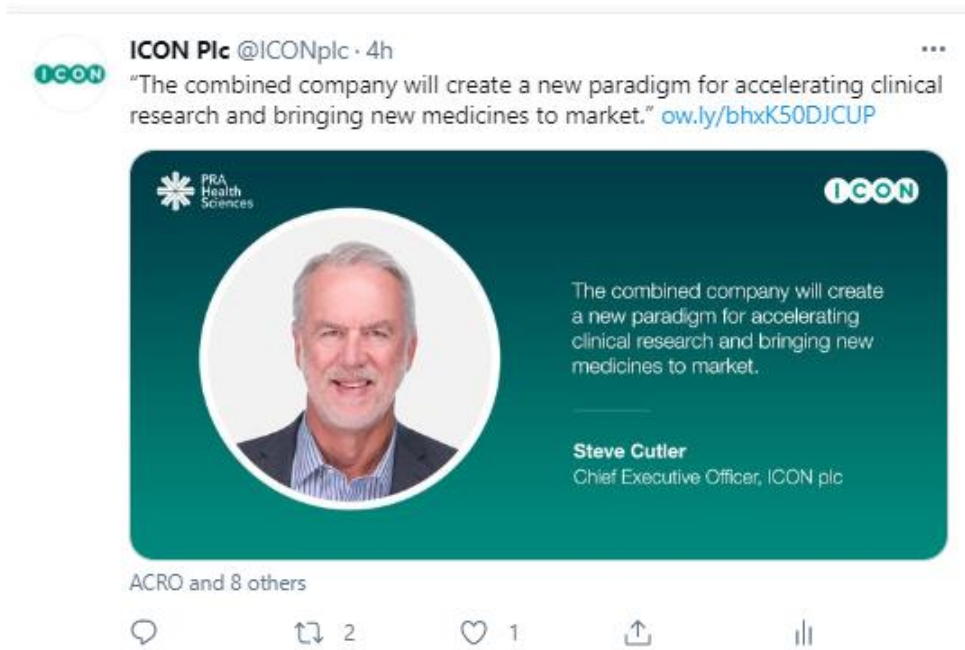 ICON Plc @ICONplc · 4h
ICON
“The combined company will create a new paradigm for accelerating clinical
research and bringing new medicines to market.” ow.ly/bhxK50DJCUP
PRA
Health
Sciences
ICON
The combined company will create
a new paradigm for accelerating
clinical research and bringing new
medicines to market.
Steve Cutler
Chief Executive Officer, ICON plc
ACRO and 8 others
2 1